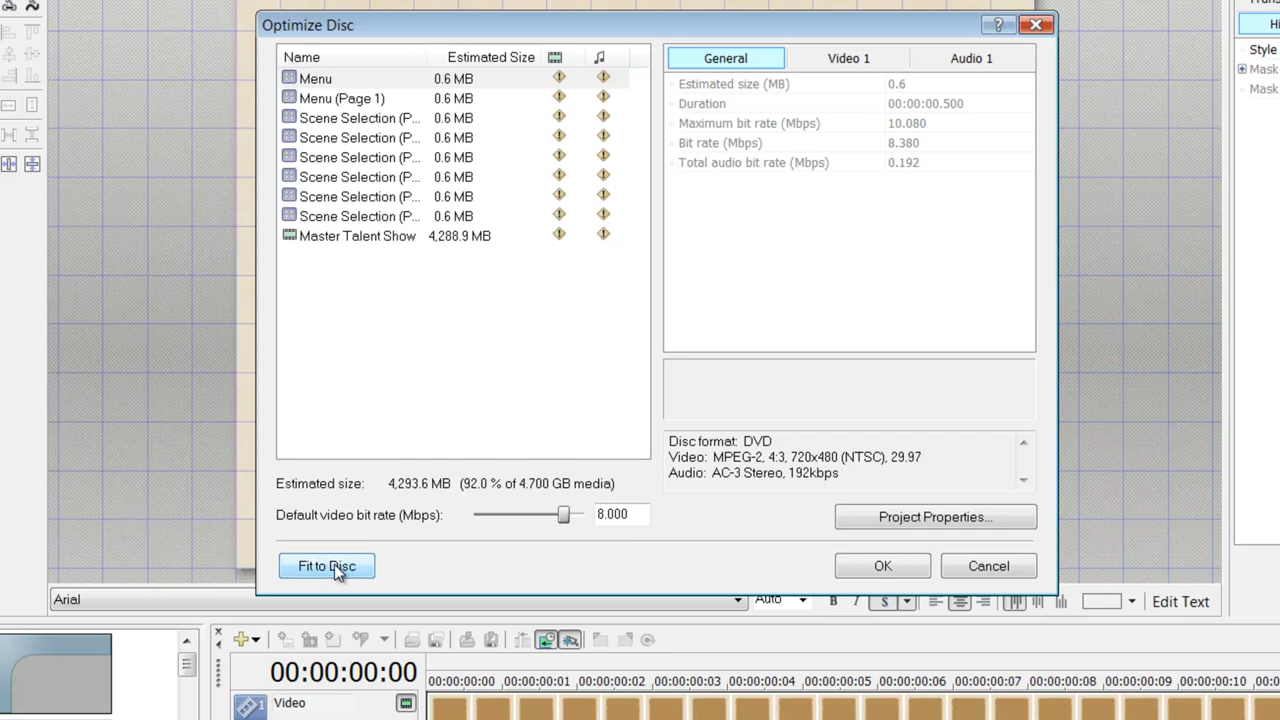 Optimize Disc
Name Estimated Size
Menu 0.6 MB
Menu (Page 1) 0.6 MB
Scene Selection (P... 0.6 MB
Scene Selection (P... 0.6 MB
Scene Selection (P... 0.6 MB
Scene Selection (P... 0.6 MB
Scene Selection (P... 0.6 MB
Scene Selection (P... 0.6 MB
Master Talent Show 4,288.9 MB
General Video 1 Audio 1
Estimated size (MB) 0.6
Duration 00:00:00.500
Maximum bit rate (Mbps) 10.080
Bit rate (Mbps) 8.380
Total audio bit rate (Mbps) 0.192
Disc format: DVD
Video: MPEG-2, 4:3, 720x480 (NTSC), 29.97
Audio: AC-3 Stereo, 192kbps
Estimated size: 4,293.6 MB (92.0 % of 4.700 GB media)
Default video bit rate (Mbps): 8.000
Project Properties...
Fit to Disc OK Cancel
Hi
Style
Mask
Mask
Arial Auto B I S Edit Text
00:00:00:00
00:00:00:00 00:00:00:01 00:00:00:02 00:00:00:03 00:00:00:04 00:00:00:05 00:00:00:06 00:00:00:07 00:00:00:08 00:00:00:09 00:00:00:10
1 Video